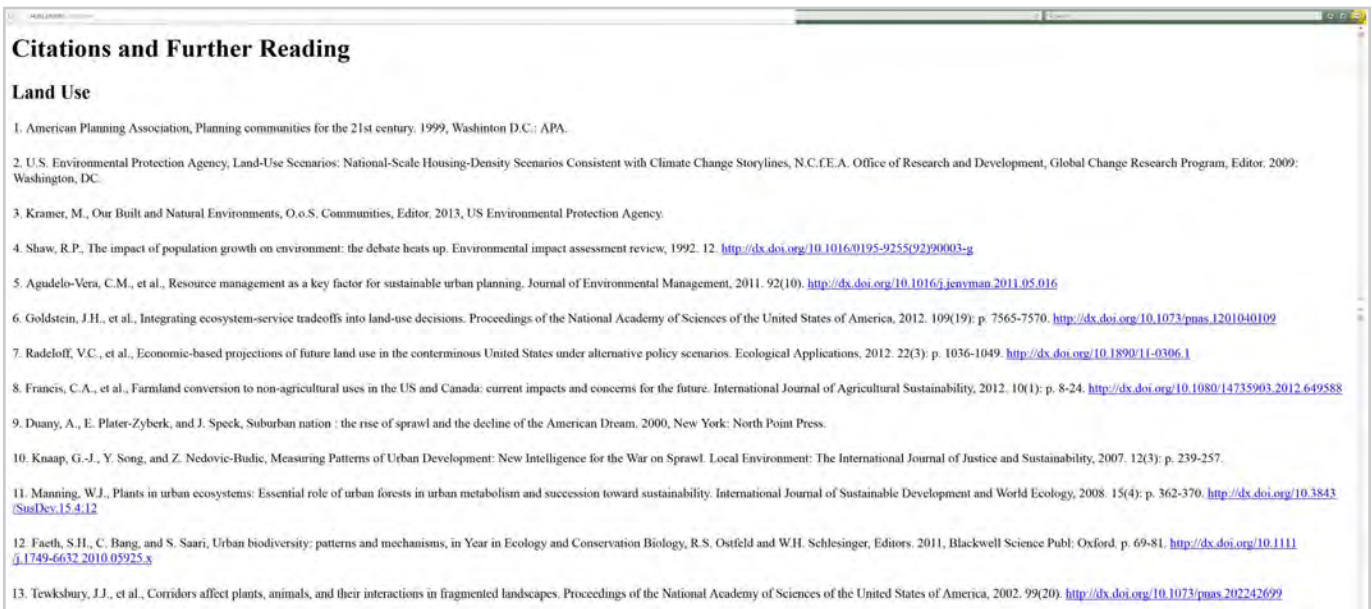 Citations and Further Reading
Land Use
1. American Planning Association, Planning communities for the 21st century. 1999, Washinton D.C.: APA.
2. U.S. Environmental Protection Agency, Land-Use Scenarios: National-Scale Housing-Density Scenarios Consistent with Climate Change Storylines, N.C.f.E.A. Office of Research and Development, Global Change Research Program, Editor. 2009:
Washington, DC.
3. Kramer, M., Our Built and Natural Environments, O.o.S. Communities, Editor. 2013, US Environmental Protection Agency.
4. Shaw, R.P., The impact of population growth on environment: the debate heats up. Environmental impact assessment review, 1992. 12. http://dx.doi.org/10.1016/0195-9255(92)90003-g
5. Agudelo-Vera, C.M., et al., Resource management as a key factor for sustainable urban planning. Journal of Environmental Management, 2011. 92(10). http://dx.doi.org/10.1016/j.jenvman.2011.05.016
6. Goldstein, J.H., et al., Integrating ecosystem-service tradeoffs into land-use decisions. Proceedings of the National Academy of Sciences of the United States of America, 2012. 109(19): p. 7565-7570. http://dx.doi.org/10.1073/pnas.1201040109
7. Radeloff, V.C., et al., Economic-based projections of future land use in the conterminous United States under alternative policy scenarios. Ecological Applications, 2012. 22(3): p. 1036-1049. http://dx.doi.org/10.1890/11-0306.1
8. Francis, C.A., et al., Farmland conversion to non-agricultural uses in the US and Canada: current impacts and concerns for the future. International Journal of Agricultural Sustainability, 2012. 10(1): p. 8-24. http://dx.doi.org/10.1080/14735903.2012.649588
9. Duany, A., E. Plater-Zyberk, and J. Speck, Suburban nation : the rise of sprawl and the decline of the American Dream. 2000, New York: North Point Press.
10. Knaap, G.-J., Y. Song, and Z. Nedovic-Budic, Measuring Patterns of Urban Development: New Intelligence for the War on Sprawl. Local Environment: The International Journal of Justice and Sustainability, 2007. 12(3): p. 239-257.
11. Manning, W.J., Plants in urban ecosystems: Essential role of urban forests in urban metabolism and succession toward sustainability. International Journal of Sustainable Development and World Ecology, 2008. 15(4): p. 362-370. http://dx.doi.org/10.3843
/SusDev.15.4:12
12. Faeth, S.H., C. Bang, and S. Saari, Urban biodiversity: patterns and mechanisms, in Year in Ecology and Conservation Biology, R.S. Ostfeld and W.H. Schlesinger, Editors. 2011, Blackwell Science Publ: Oxford. p. 69-81. http://dx.doi.org/10.1111
/j.1749-6632.2010.05925.x
13. Tewksbury, J.J., et al., Corridors affect plants, animals, and their interactions in fragmented landscapes. Proceedings of the National Academy of Sciences of the United States of America, 2002. 99(20). http://dx.doi.org/10.1073/pnas.202242699